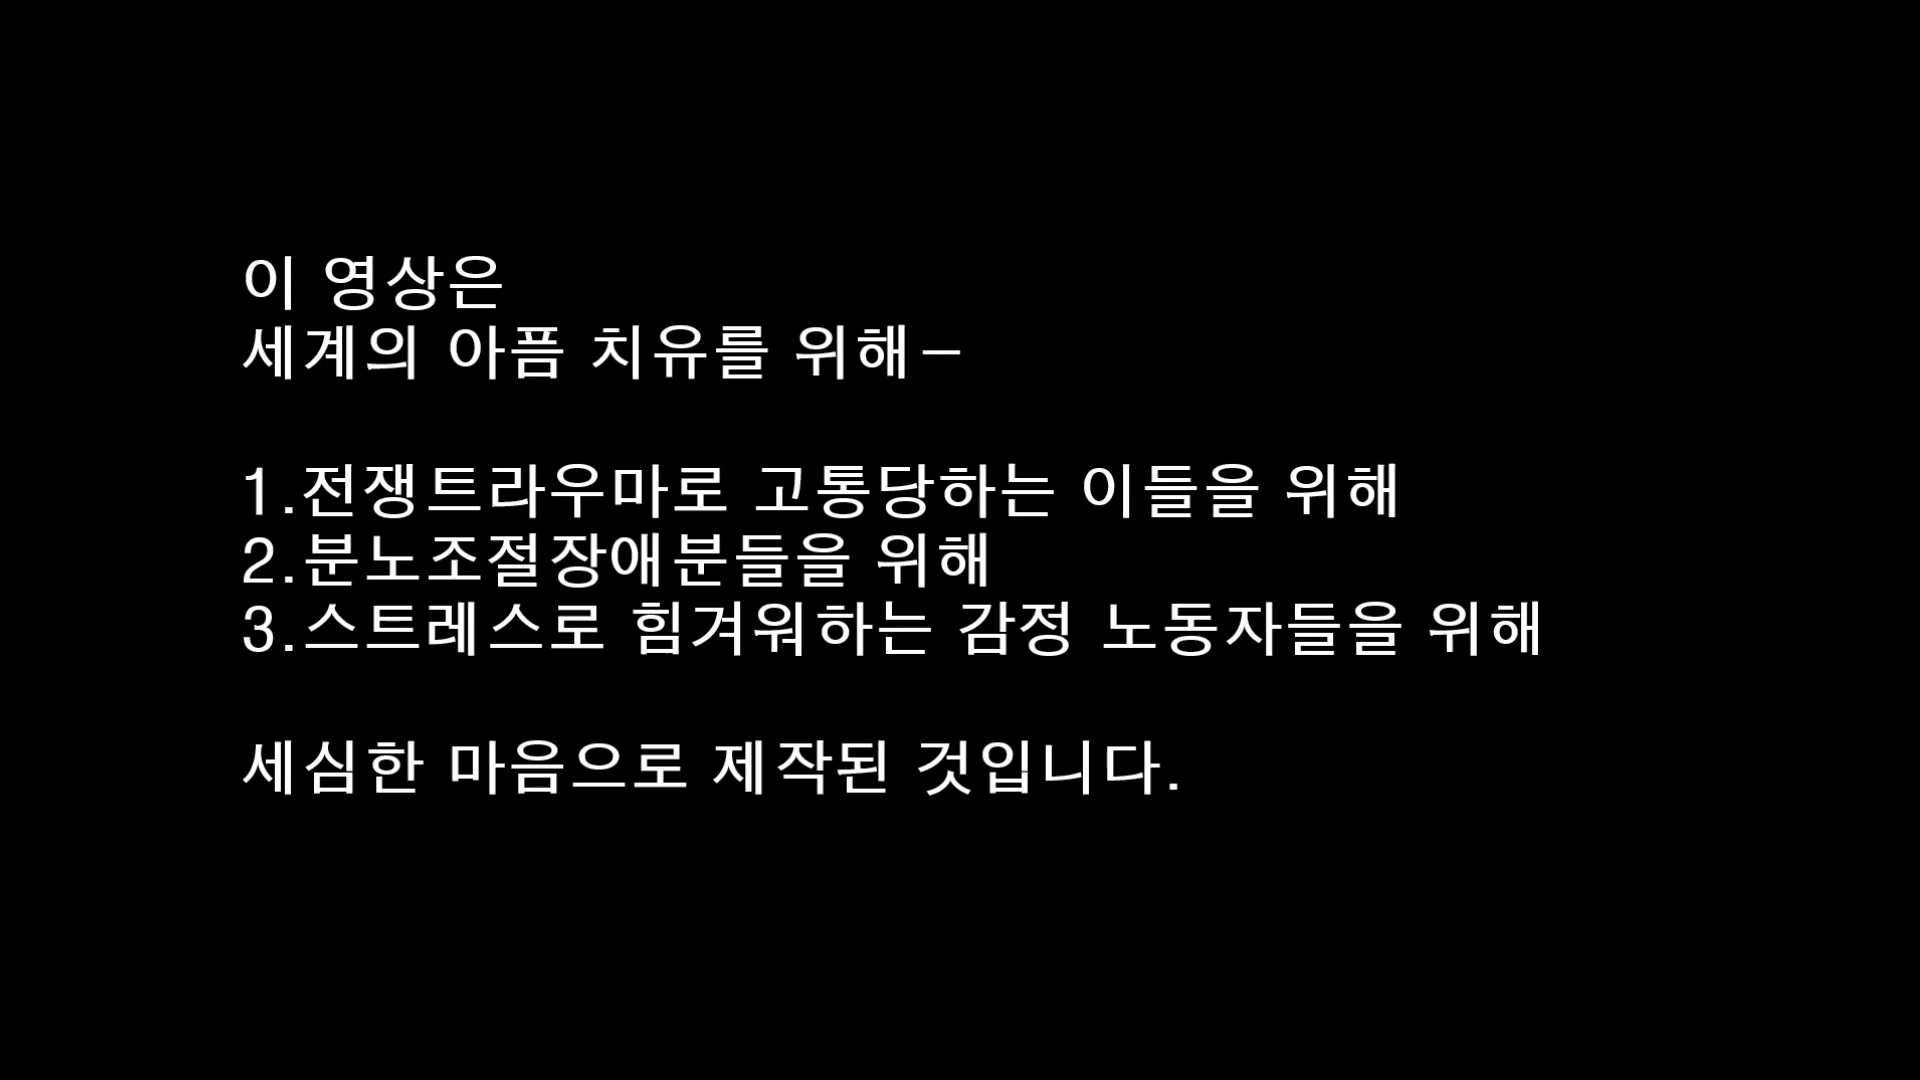 이 영상은
세계의 아픔 치유를 위해–
1.전쟁트라우마로 고통당하는 이들을 위해
2.분노조절장애분들을 위해
3.스트레스로 힘겨워하는 감정 노동자들을 위해
세심한 마음으로 제작된 것입니다.